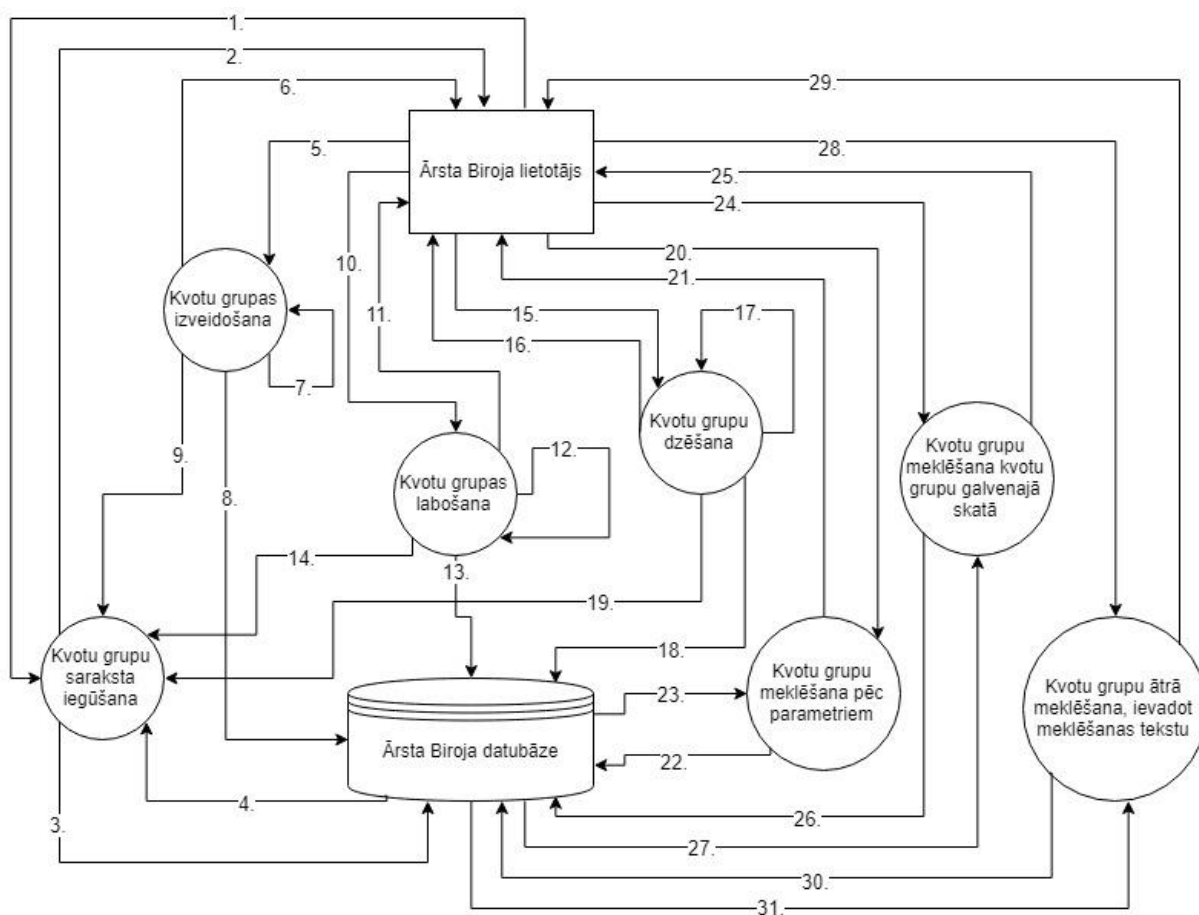 1.
2.
6.
29.
5.
28.
Ārsta Biroja lietotājs
25.
24.
10.
20.
21.
Kvotu grupas
izveidošana
11.
15.
17.
16.
7.
Kvotu grupu
dzēšana
Kvotu grupu
meklēšana kvotu
grupu galvenajā
skatā
9.
12.
8.
Kvotu grupas
labošana
14.
13.
19.
Kvotu grupu
saraksta
iegūšana
18.
Kvotu grupu
meklēšana pēc
parametriem
Kvotu grupu ātrā
meklēšana, ievadot
meklēšanas tekstu
23.
Ārsta Biroja datubāze
22.
4.
3.
26.
27.
30.
31.